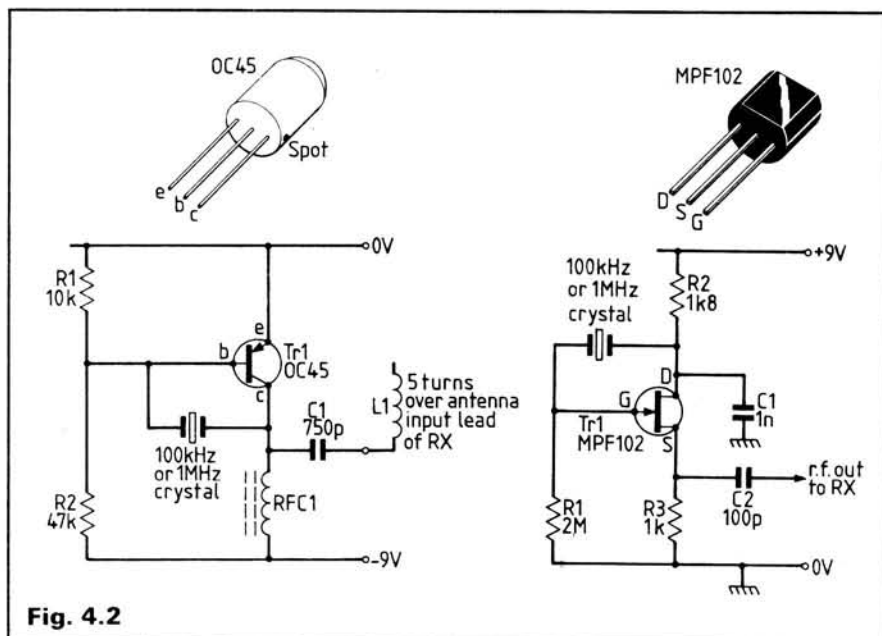 OC45
Spot
e
b
c
0V
R1
10k
e
b
Tr1
OC45
c
C1
750p
L1
5 turns
over antenna
input lead
of RX
100kHz
or 1MHz
crystal
R2
47k
RFC1
-9V
MPF102
D
S
G
+9V
100kHz
or 1MHz
crystal
R2
1k8
D
G
C1
1n
Tr1
MPF102
S
r.f. out
to RX
C2
100p
R1
2M
R3
1k
0V
Fig. 4.2